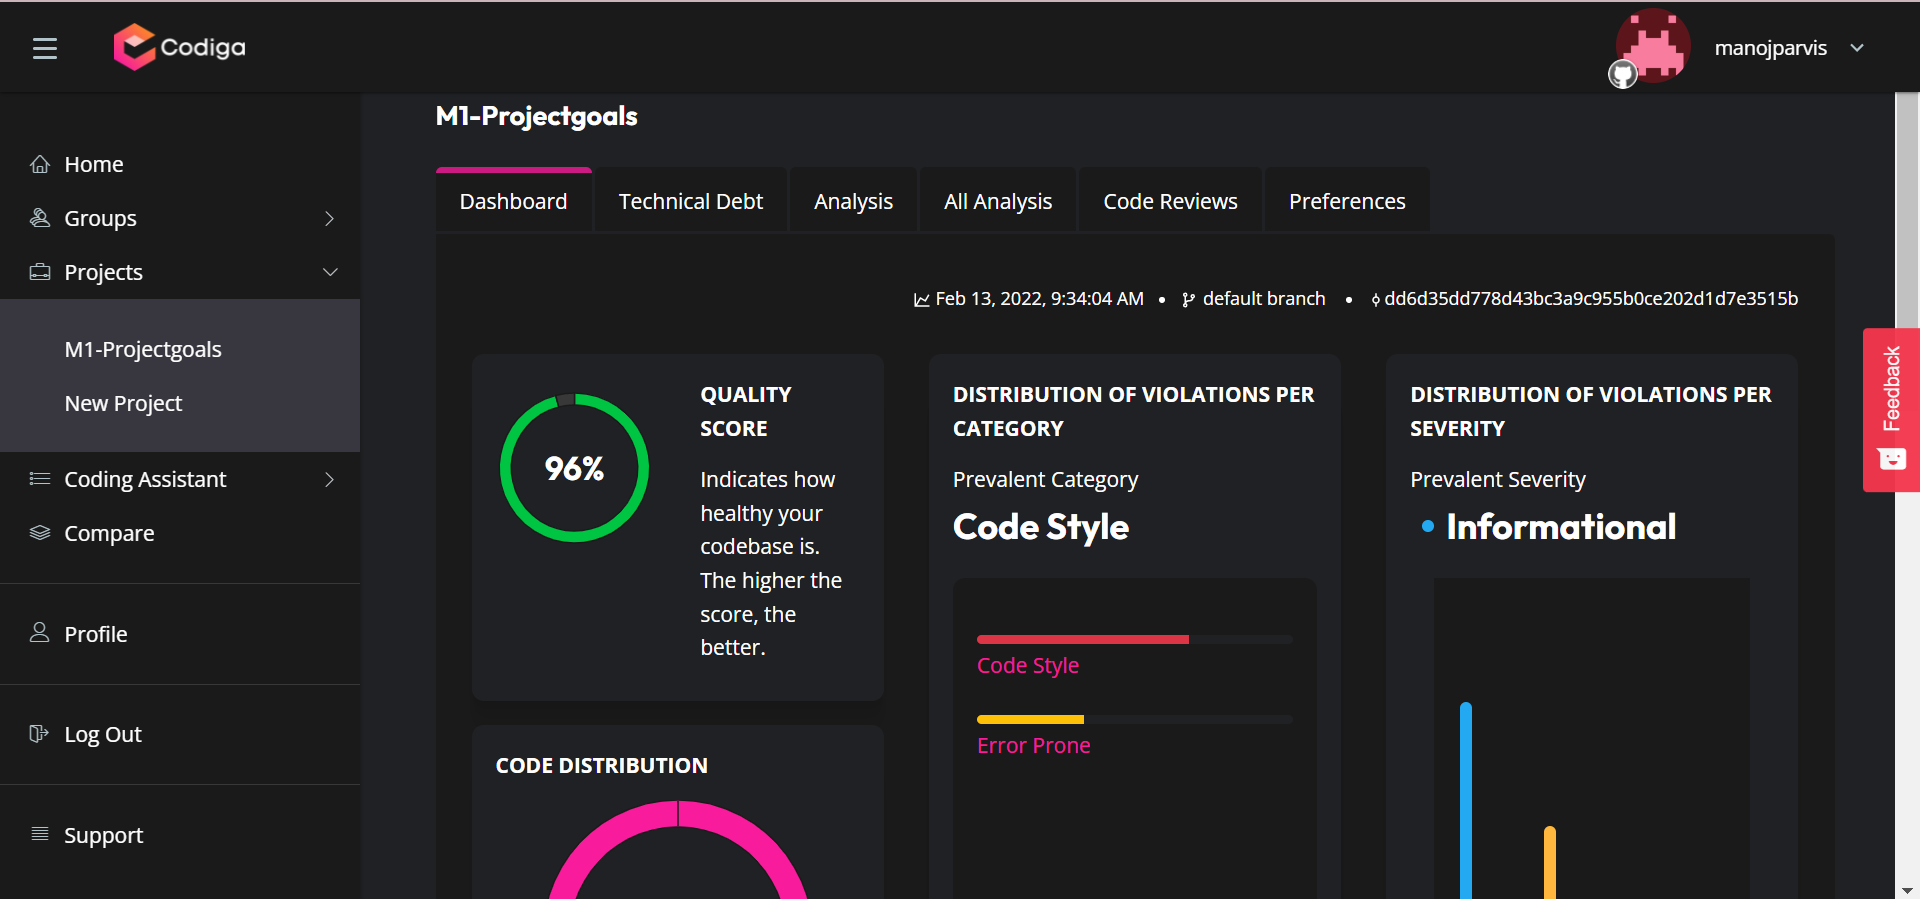 Codiga
manojparvis
Home
Groups
Projects
M1-Projectgoals
New Project
Coding Assistant
Compare
Profile
Log Out
Support
M1-Projectgoals
Dashboard
Technical Debt
Analysis
All Analysis
Code Reviews
Preferences
Feb 13, 2022, 9:34:04 AM • default branch • dd6d35dd778d43bc3a9c955b0ce202d1d7e3515b
96%
QUALITY
SCORE
Indicates how
healthy your
codebase is.
The higher the
score, the
better.
CODE DISTRIBUTION
DISTRIBUTION OF VIOLATIONS PER
CATEGORY
Prevalent Category
Code Style
Code Style
Error Prone
DISTRIBUTION OF VIOLATIONS PER
SEVERITY
Prevalent Severity
Informational
Feedback